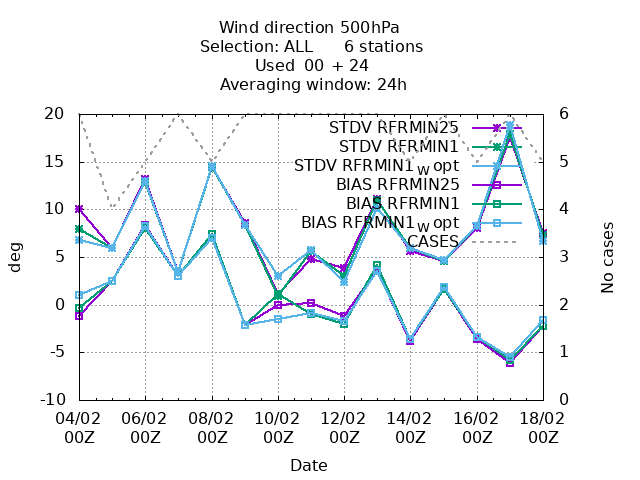 Wind direction 500hPa
Selection: ALL 6 stations
Used 00 + 24
Averaging window: 24h
20 6
STDV RFRMIN25
STDV RFRMIN1
15 5
STDV RFRMIN1_W opt
BIAS RFRMIN25
10 4
BIAS RFRMIN1
BIAS RFRMIN1_W opt
CASES
deg
5 3
No cases
0 2
-5 1
-10 0
04/02 06/02 08/02 10/02 12/02 14/02 16/02 18/02
00Z 00Z 00Z 00Z 00Z 00Z 00Z 00Z
Date